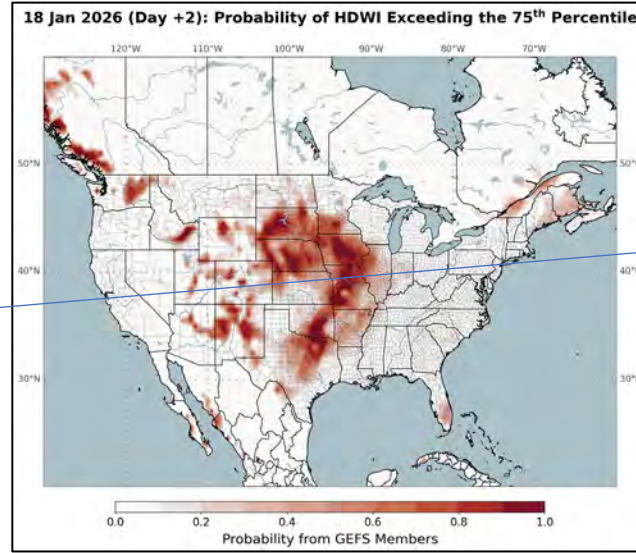 18 Jan 2026 (Day +2): Probability of HDWI Exceeding the 75th Percentile
120°W 110°W 100°W 90°W 80°W 70°W
50°N 50°N
40°N 40°N
30°N 30°N
0.0 0.2 0.4 0.6 0.8 1.0
Probability from GEFS Members